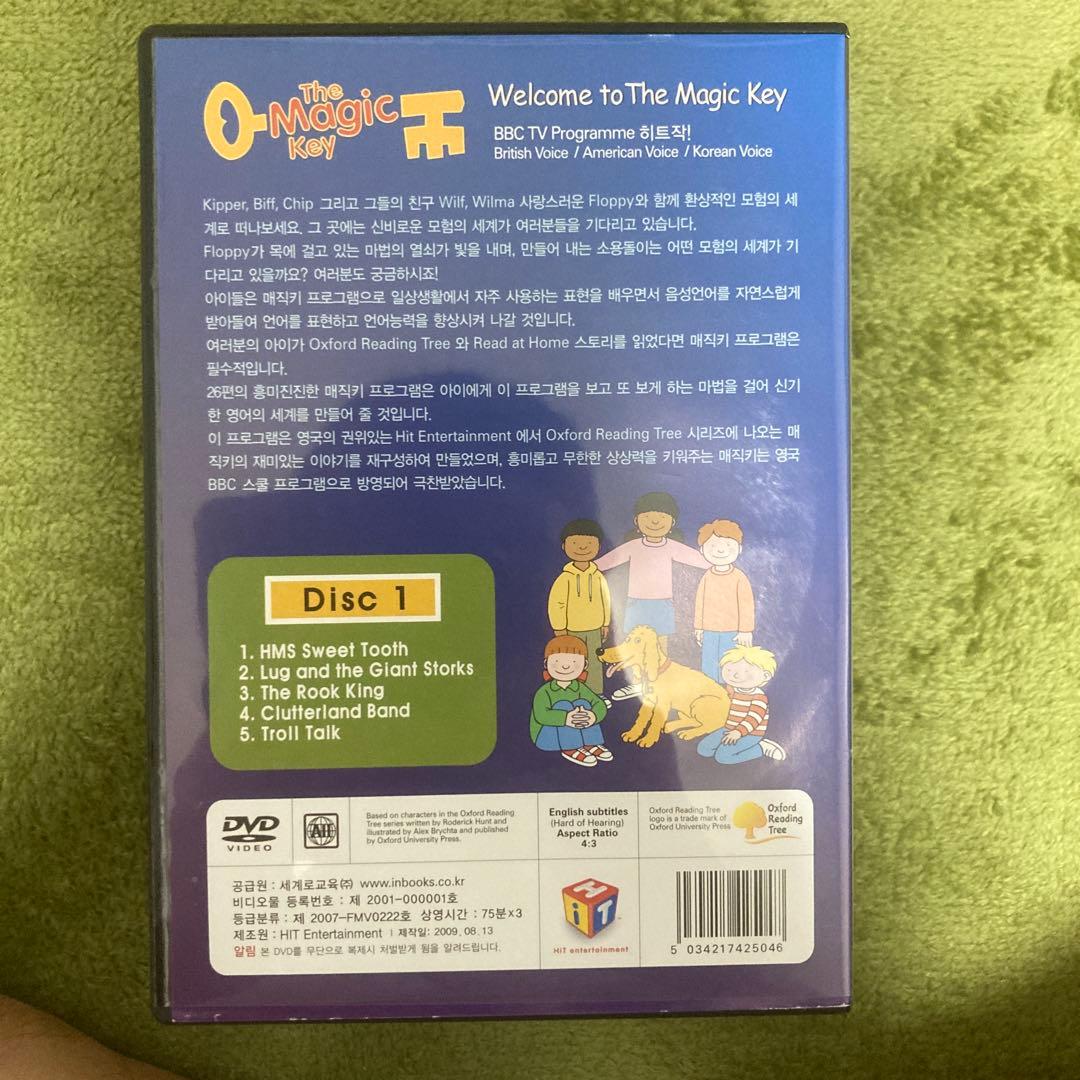 The
Magic
Key
Welcome to The Magic Key
BBC TV Programme 히트작!
British Voice / American Voice / Korean Voice
Kipper, Biff, Chip 그리고 그들의 친구 Wilf, Wilma 사랑스러운 Floppy와 함께 환상적인 모험의 세
계로 떠나보세요. 그 곳에는 신비로운 모험의 세계가 여러분들을 기다리고 있습니다.
Floppy가 목에 걸고 있는 마법의 열쇠가 빛을 내며, 만들어 내는 소용돌이는 어떤 모험의 세계가 기
다리고 있을까요? 여러분도 궁금하시죠!
아이들은 매직키 프로그램으로 일상생활에서 자주 사용하는 표현을 배우면서 음성언어를 자연스럽게
받아들여 언어를 표현하고 언어능력을 향상시켜 나갈 것입니다.
여러분의 아이가 Oxford Reading Tree 와 Read at Home 스토리를 읽었다면 매직키 프로그램은
필수적입니다.
26편의 흥미진진한 매직키 프로그램은 아이에게 이 프로그램을 보고 또 보게 하는 마법을 걸어 신기
한 영어의 세계를 만들어 줄 것입니다.
이 프로그램은 영국의 권위있는 Hit Entertainment 에서 Oxford Reading Tree 시리즈에 나오는 매
직키의 재미있는 이야기를 재구성하여 만들었으며, 흥미롭고 무한한 상상력을 키워주는 매직키는 영국
BBC 스쿨 프로그램으로 방영되어 극찬받았습니다.
Disc 1
1. HMS Sweet Tooth
2. Lug and the Giant Storks
3. The Rook King
4. Clutterland Band
5. Troll Talk
DVD
VIDEO
All
Based on characters in the Oxford Reading
Tree series written by Roderick Hunt and
illustrated by Alex Brychta and published
by Oxford University Press.
English subtitles
(Hard of Hearing)
Aspect Ratio
4:3
Oxford Reading Tree
logo is a trade mark of
Oxford University Press
Oxford
Reading
Tree
공급원 : 세계로교육㈜ www.inbooks.co.kr
비디오물 등록번호 : 제 2001-000001호
등급분류 : 제 2007-FMV0222호 상영시간 : 75분x3
제조원 : HIT Entertainment | 제작일: 2009. 08. 13
알림 본 DVD를 무단으로 복제시 처벌받게 됨을 알려드립니다.
HiT
HiT entertainment
5 034217 425046